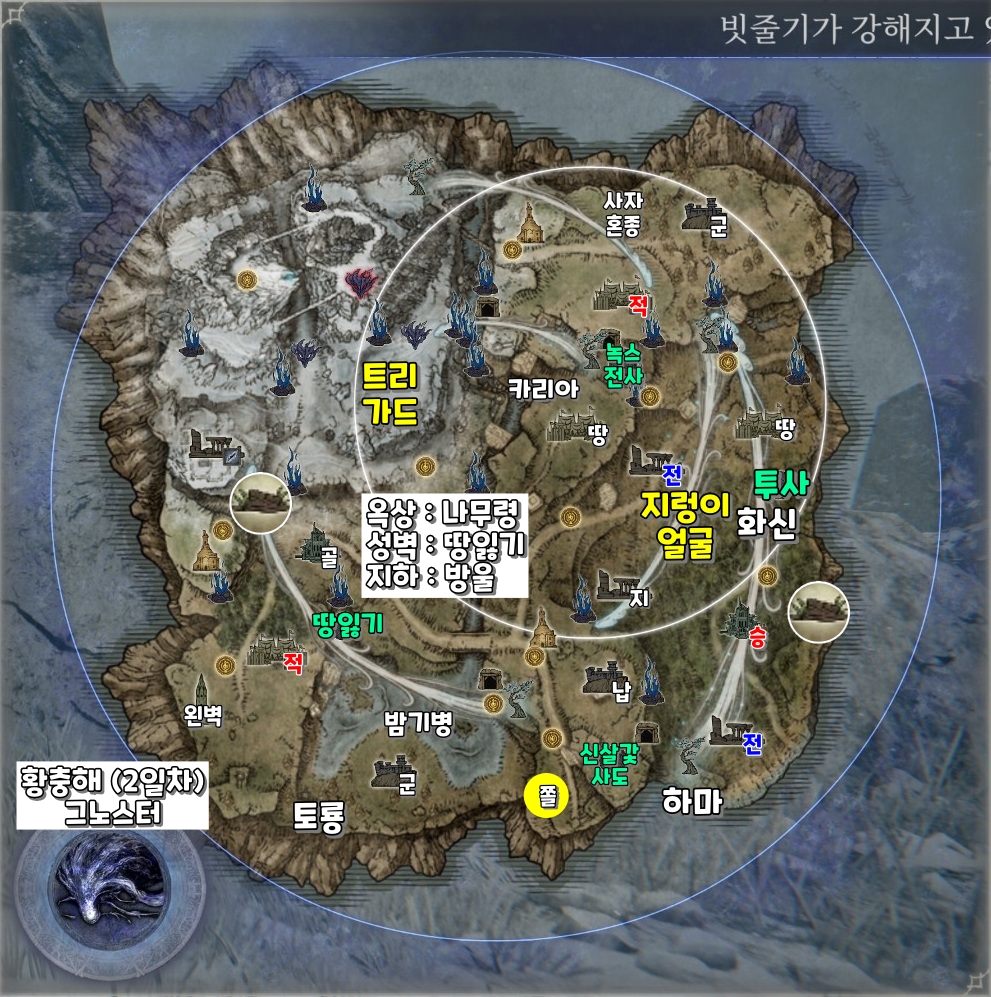 빗줄기가 강해지고
사자
혼종
군
적
녹스
전사
트리
가드
카리아
땅
땅
전
투사
지렁이
얼굴
화신
옥상 : 나무령
성벽 : 땅잃기
지하 : 방울
골
지
땅잃기
승
적
납
왼벽
밤기병
전
신살갗
사도
황충해 (2일차)
그노스터
군
쫄
하마
토룡